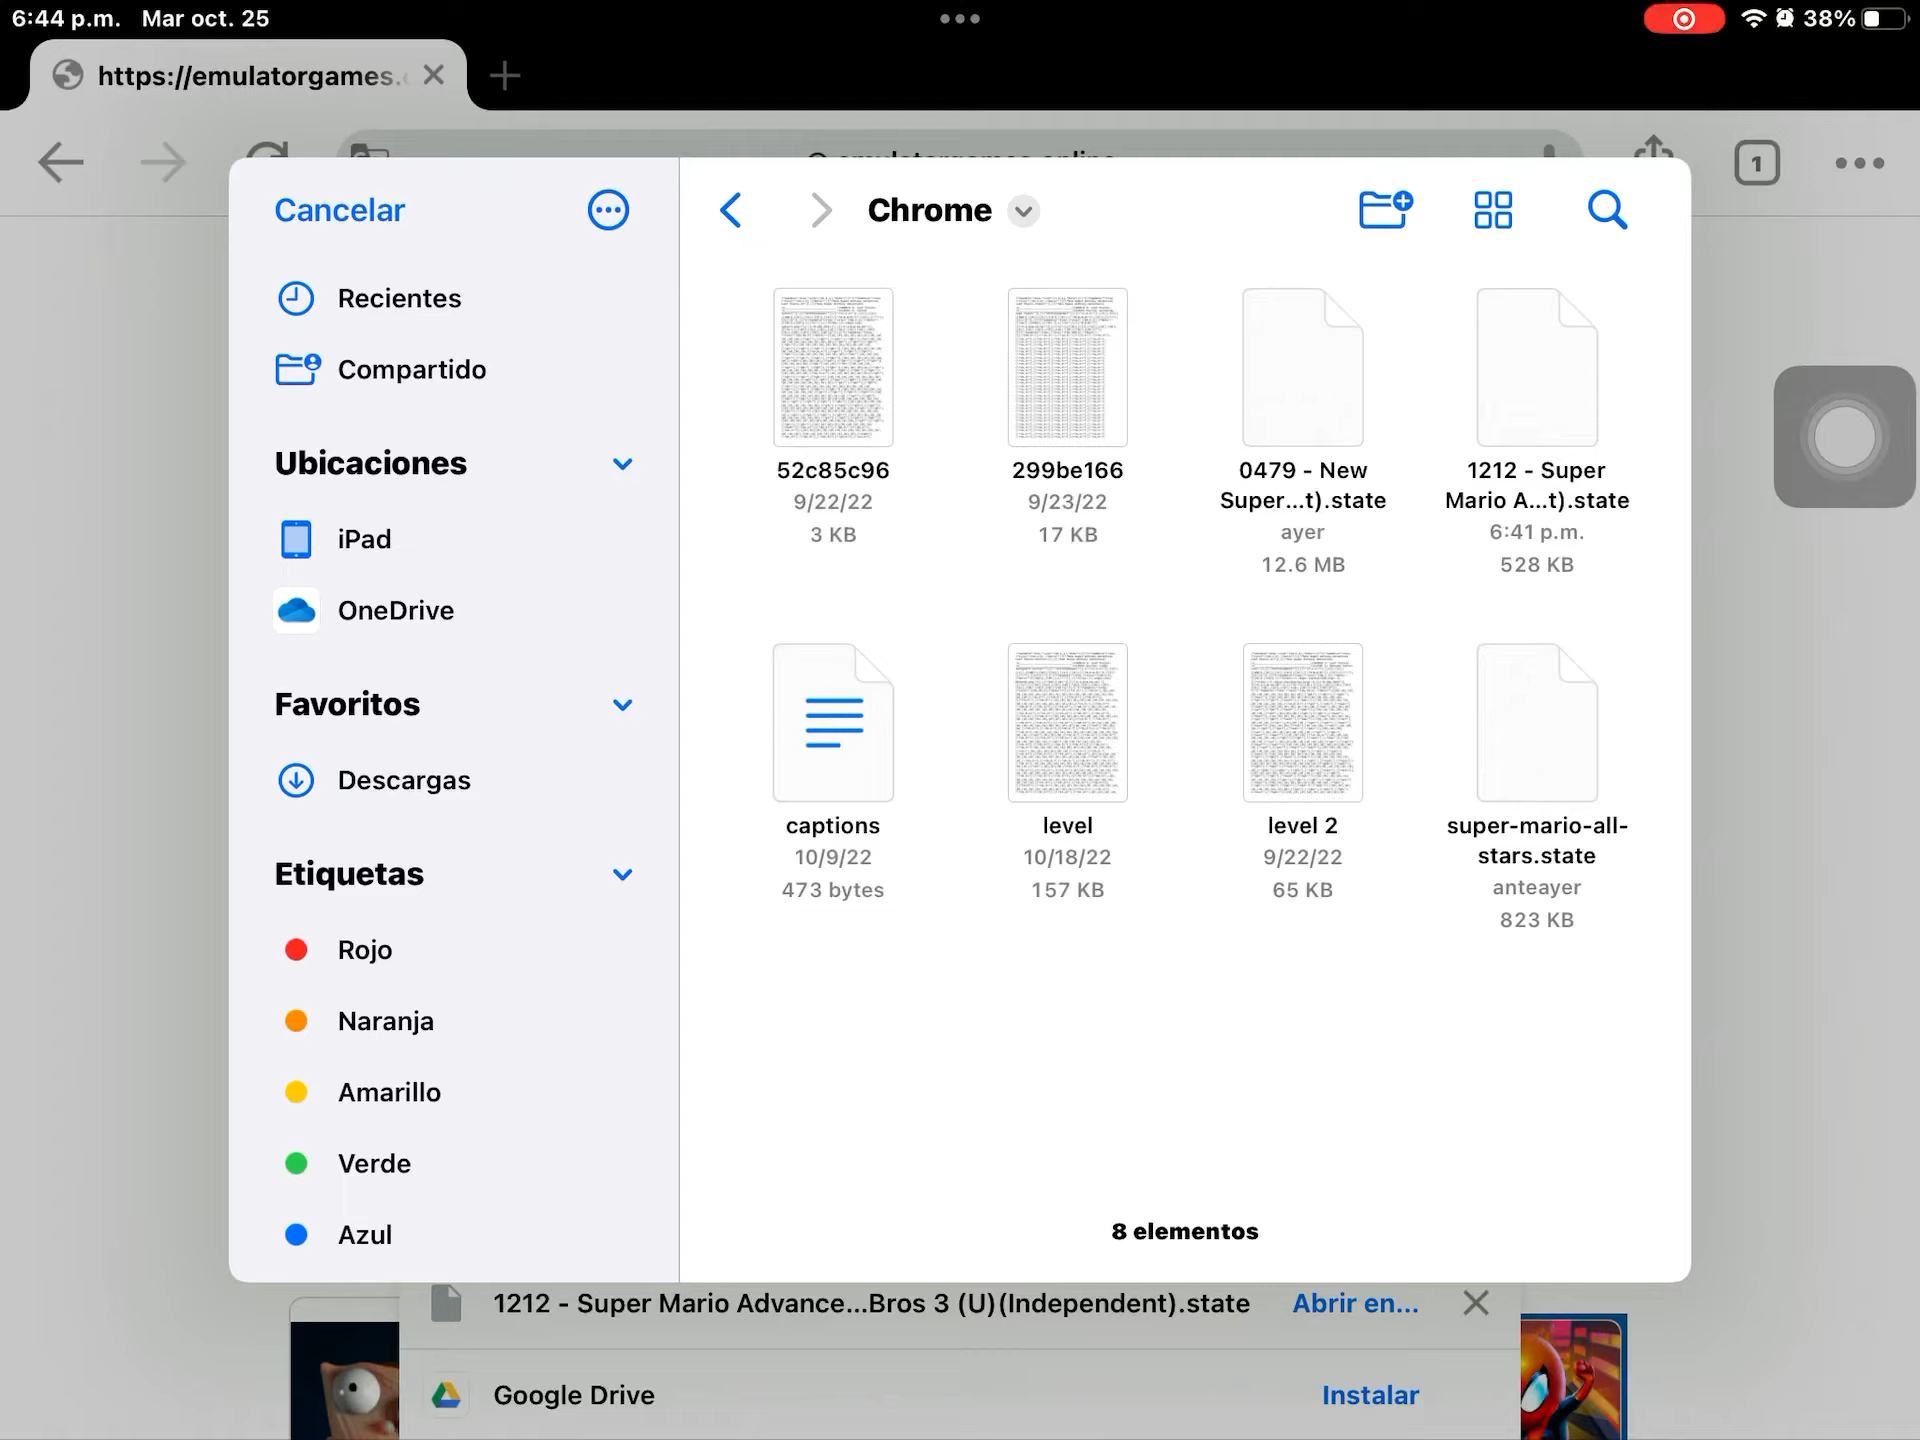 6:44 p.m. Mar oct. 25
38%
https://emulatorgames.
1
Cancelar
Chrome
Recientes
Compartido
Ubicaciones
iPad
OneDrive
Favoritos
Descargas
Etiquetas
Rojo
Naranja
Amarillo
Verde
Azul
52c85c96
9/22/22
3 KB
299be166
9/23/22
17 KB
0479 - New
Super...t).state
ayer
12.6 MB
1212 - Super
Mario A...t).state
6:41 p.m.
528 KB
captions
10/9/22
473 bytes
level
10/18/22
157 KB
level 2
9/22/22
65 KB
super-mario-all-
stars.state
anteayer
823 KB
8 elementos
1212 - Super Mario Advance...Bros 3 (U)(Independent).state
Abrir en...
Google Drive
Instalar